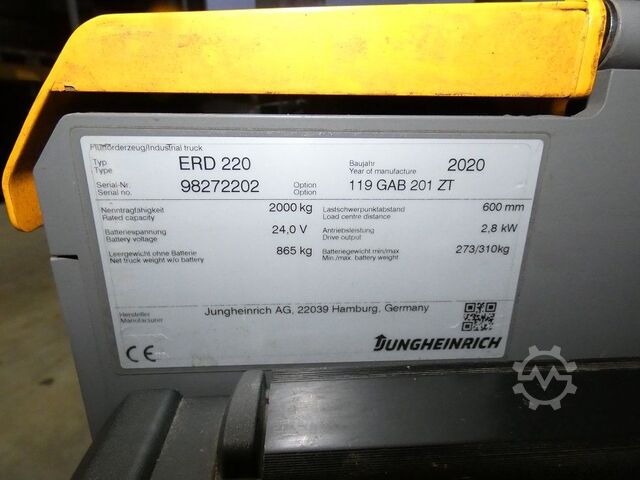 Flurförderzeug/Industrial truck
Typ ERD 220 Baujahr 2020
Type Year of manufacture
Serial-Nr. 98272202 Option 119 GAB 201 ZT
Serial no. Option
Nenntragfähigkeit 2000 kg Lastschwerpunktabstand 600 mm
Rated capacity Load centre distance
Batteriespannung 24,0 V Antriebsleistung 2,8 kW
Battery voltage Drive output
Leergewicht ohne Batterie 865 kg Batteriegewicht min/max 273/310kg
Net truck weight w/o battery Min./max. battery weight
Hersteller Jungheinrich AG, 22039 Hamburg, Germany
Manufacturer
CE JUNGHEINRICH